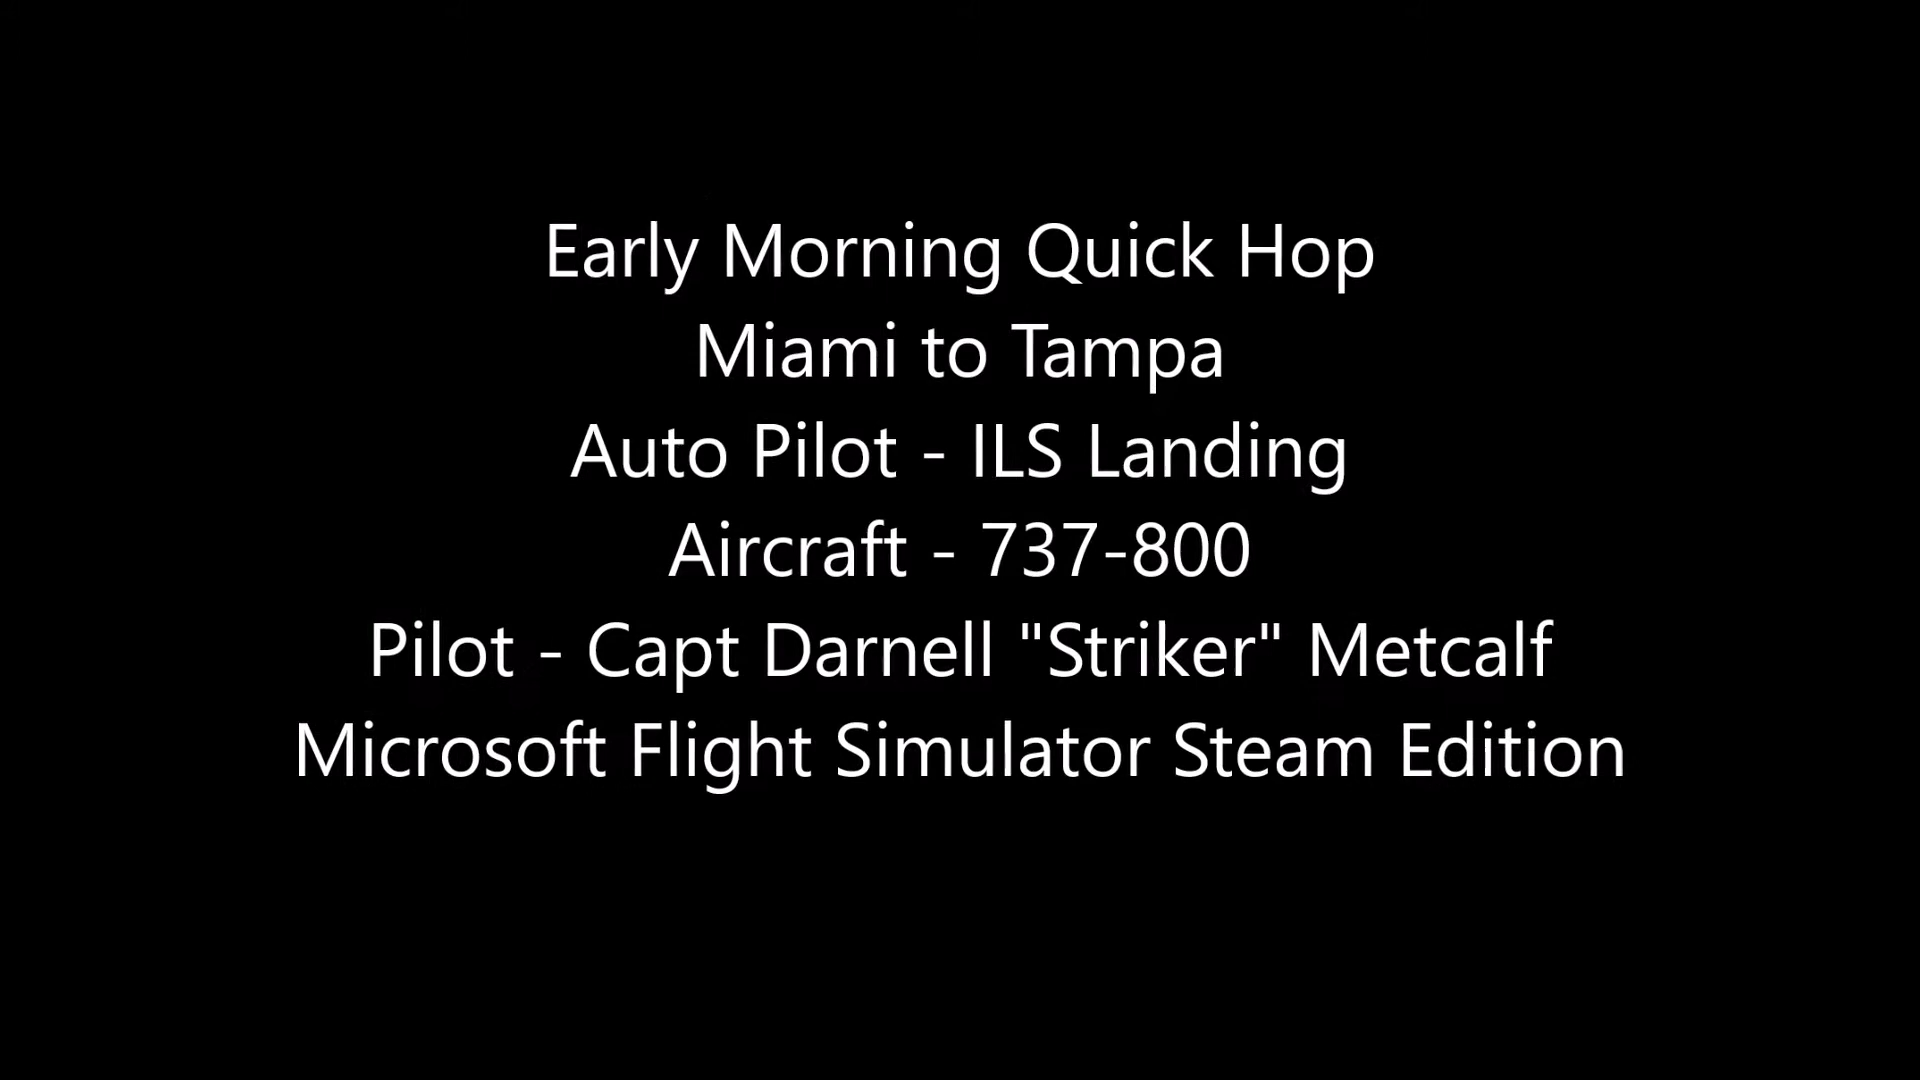 Early Morning Quick Hop
Miami to Tampa
Auto Pilot - ILS Landing
Aircraft - 737-800
Pilot - Capt Darnell "Striker" Metcalf
Microsoft Flight Simulator Steam Edition